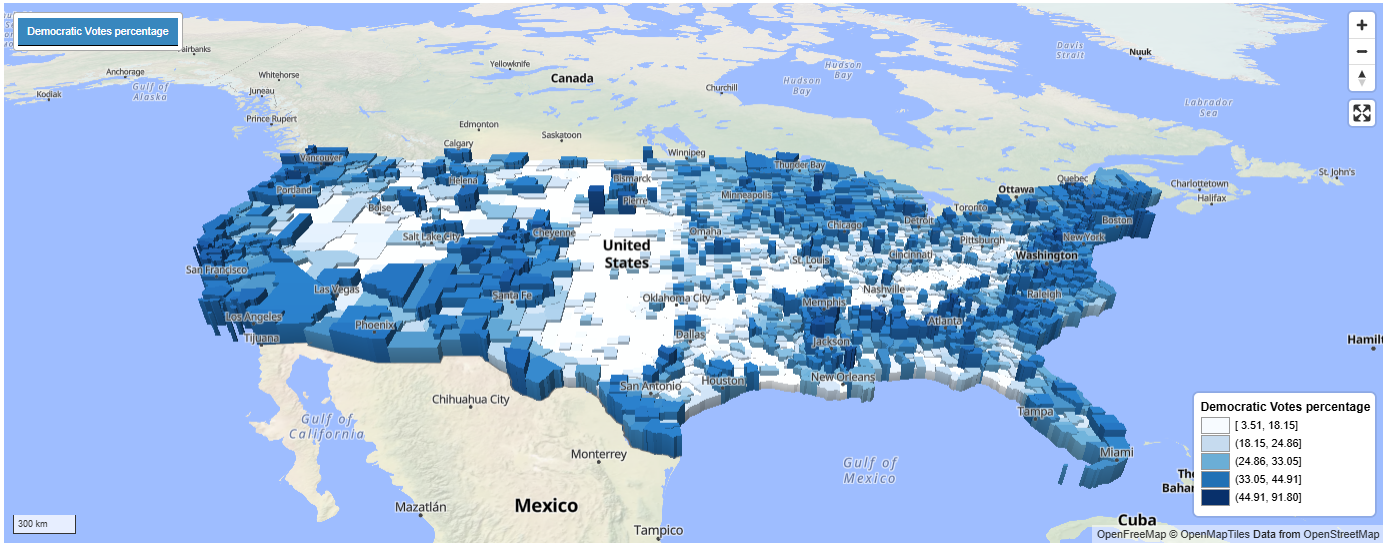 Democratic Votes percentage
Fairbanks
Anchorage
Kodiak
Gulf of
Alaska
Whitehorse
Juneau
Prince Rupert
Yellowknife
Canada
Churchill
Hudson
Bay
Hudson
Bay
Davis
Strait
Nuuk
Labrador
Sea
Edmonton
Calgary
Saskatoon
Winnipeg
Thunder Bay
Quebec
Ottawa
Toronto
Charlottetown
Halifax
St. John's
Vancouver
Portland
Helena
Boise
Bismarck
Pierre
Minneapolis
Salt Lake City
Cheyenne
Omaha
Chicago
Detroit
Boston
New York
Pittsburgh
Washington
United
States
San Francisco
Las Vegas
Los Angeles
Tijuana
Phoenix
Santa Fe
Oklahoma City
St. Louis
Cincinnati
Nashville
Memphis
Raleigh
Atlanta
Dallas
Jackson
San Antonio
Houston
New Orleans
Tampa
Miami
Hamilt
Chihuahua City
Gulf of
California
Monterrey
Gulf of
Mexico
Mazatlán
Mexico
Tampico
The
Baham
Cuba
Democratic Votes percentage
[ 3.51, 18.15]
(18.15, 24.86]
(24.86, 33.05]
(33.05, 44.91]
(44.91, 91.80]
300 km
OpenFreeMap © OpenMapTiles Data from OpenStreetMap